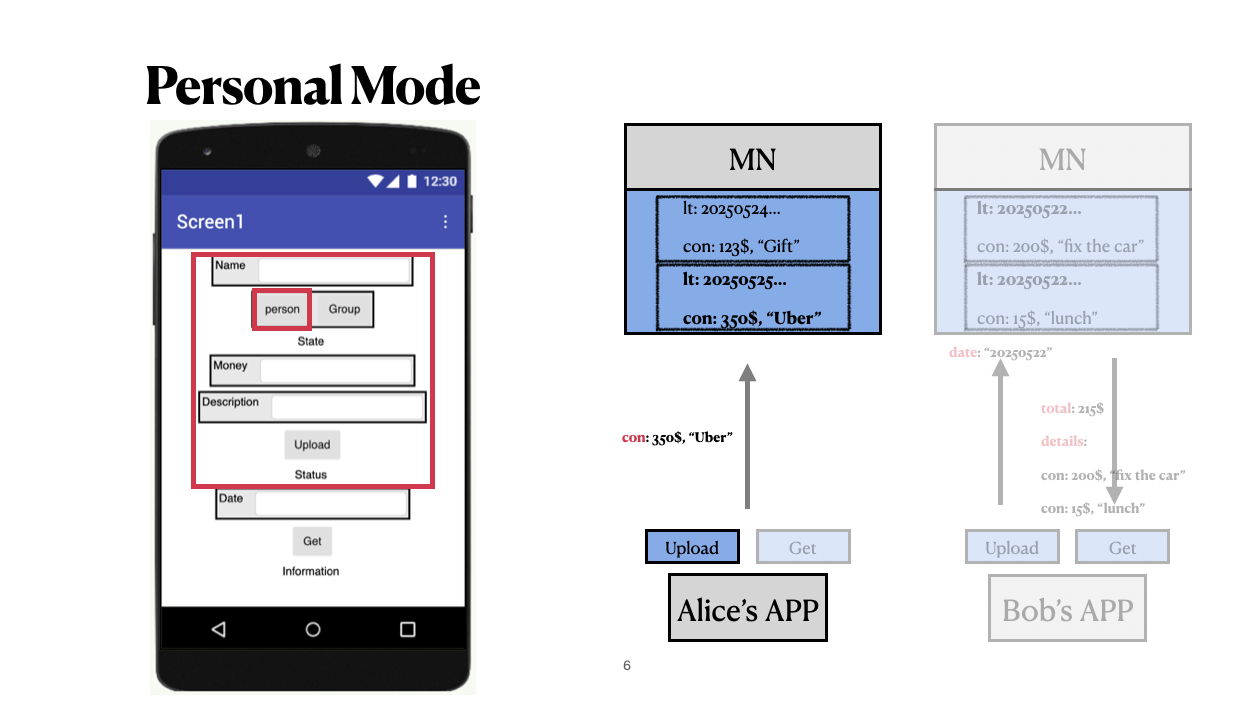 Personal Mode
12:30
Screen1
Name
person
Group
State
Money
Description
Upload
Status
Date
Get
Information
MN
lt: 20250524...
con: 123$, “Gift”
lt: 20250525...
con: 350$, “Uber”
con: 350$, “Uber”
Upload
Get
Alice’s APP
MN
lt: 20250522...
con: 200$, “fix the car”
lt: 20250522...
con: 15$, “lunch”
date: “20250522”
total: 215$
details:
con: 200$, “fix the car”
con: 15$, “lunch”
Upload
Get
Bob’s APP
6